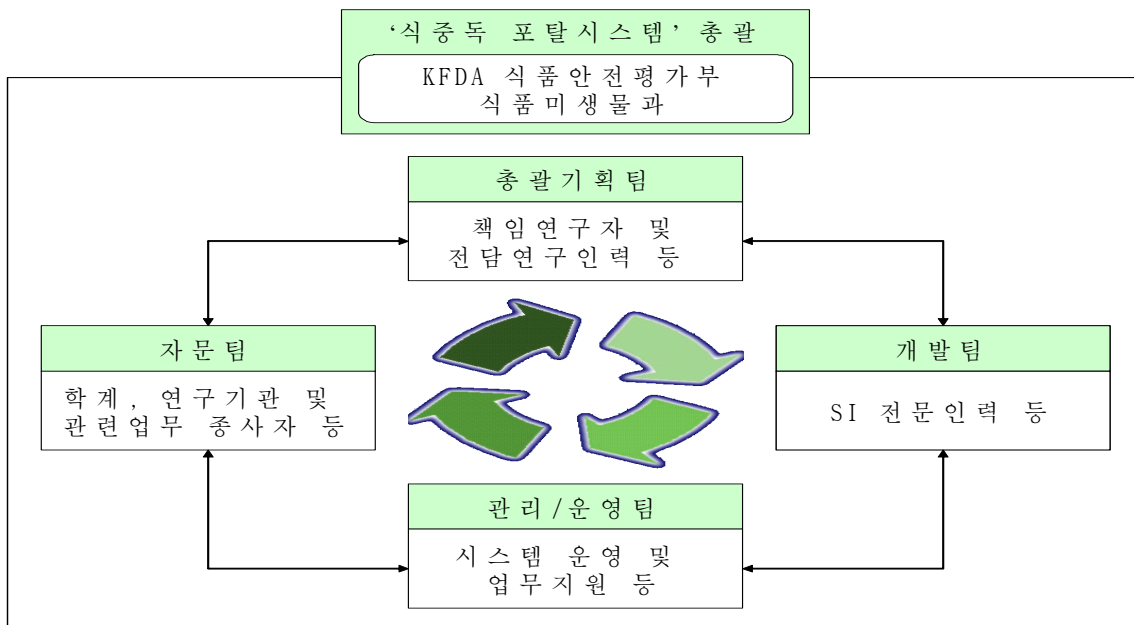 ‘식중독 포탈시스템’ 총괄
KFDA 식품안전평가부
식품미생물과
총괄기획팀
책임연구자 및
전담연구인력 등
자문팀
학계, 연구기관 및
관련업무 종사자 등
개발팀
SI 전문인력 등
관리/운영팀
시스템 운영 및
업무지원 등